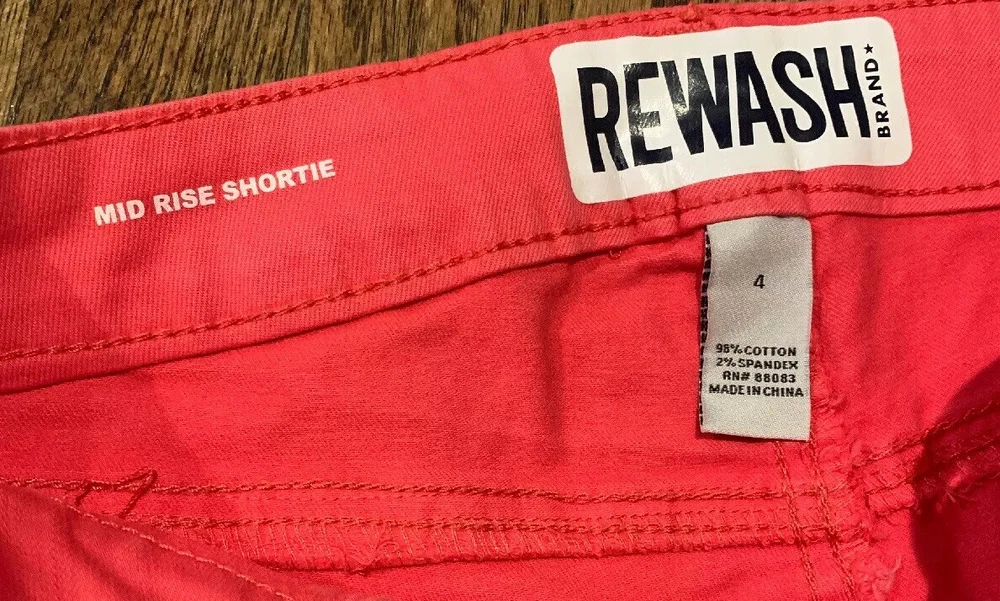 REWASH
BRAND★
MID RISE SHORTIE
4
98% COTTON
2% SPANDEX
RN# 88083
MADE IN CHINA